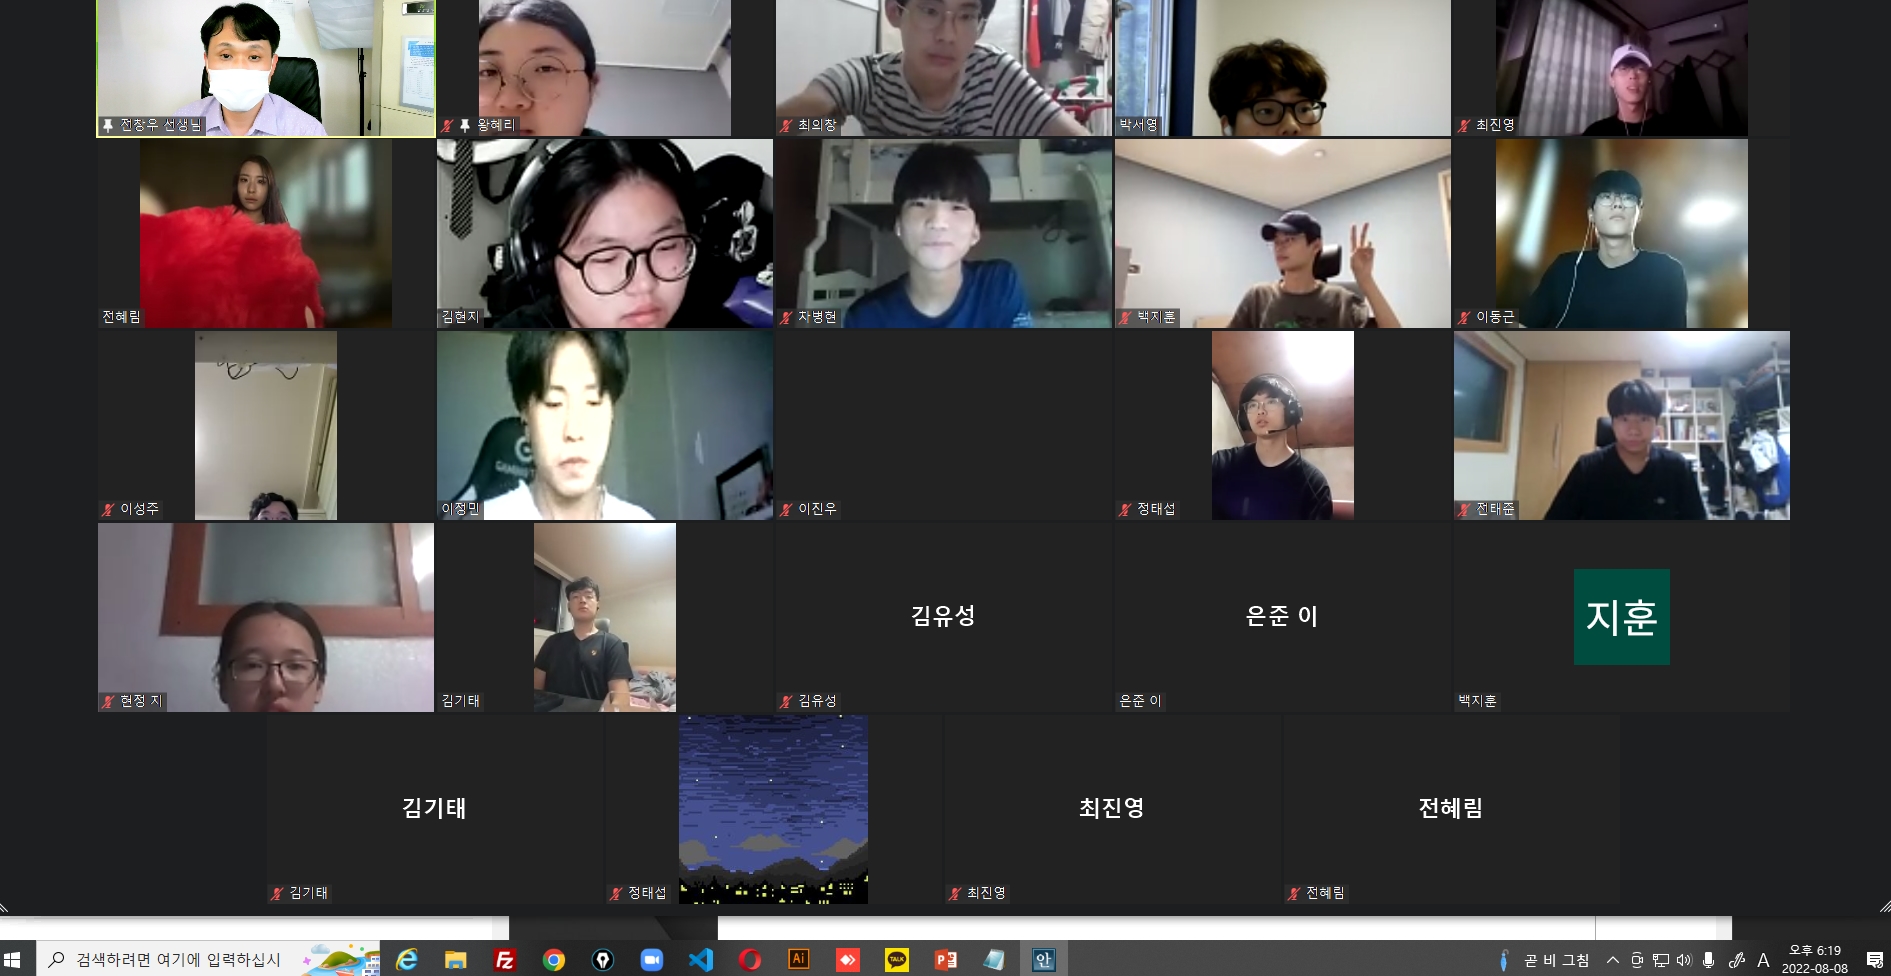 전창우 선생님
왕혜리
최의창
박서영
최진영
전혜림
김현지
차병현
백지훈
이동근
이성주
이정민
이진우
정태섭
전태준
현정 지
김기태
김유성
김유성
은준 이
은준 이
지훈
백지훈
김기태
김기태
정태섭
최진영
최진영
전혜림
전혜림
검색하려면 여기에 입력하십시
Fz
Ai
TALK
P
안
곧 비 그침
A
오후 6:19
2022-08-08